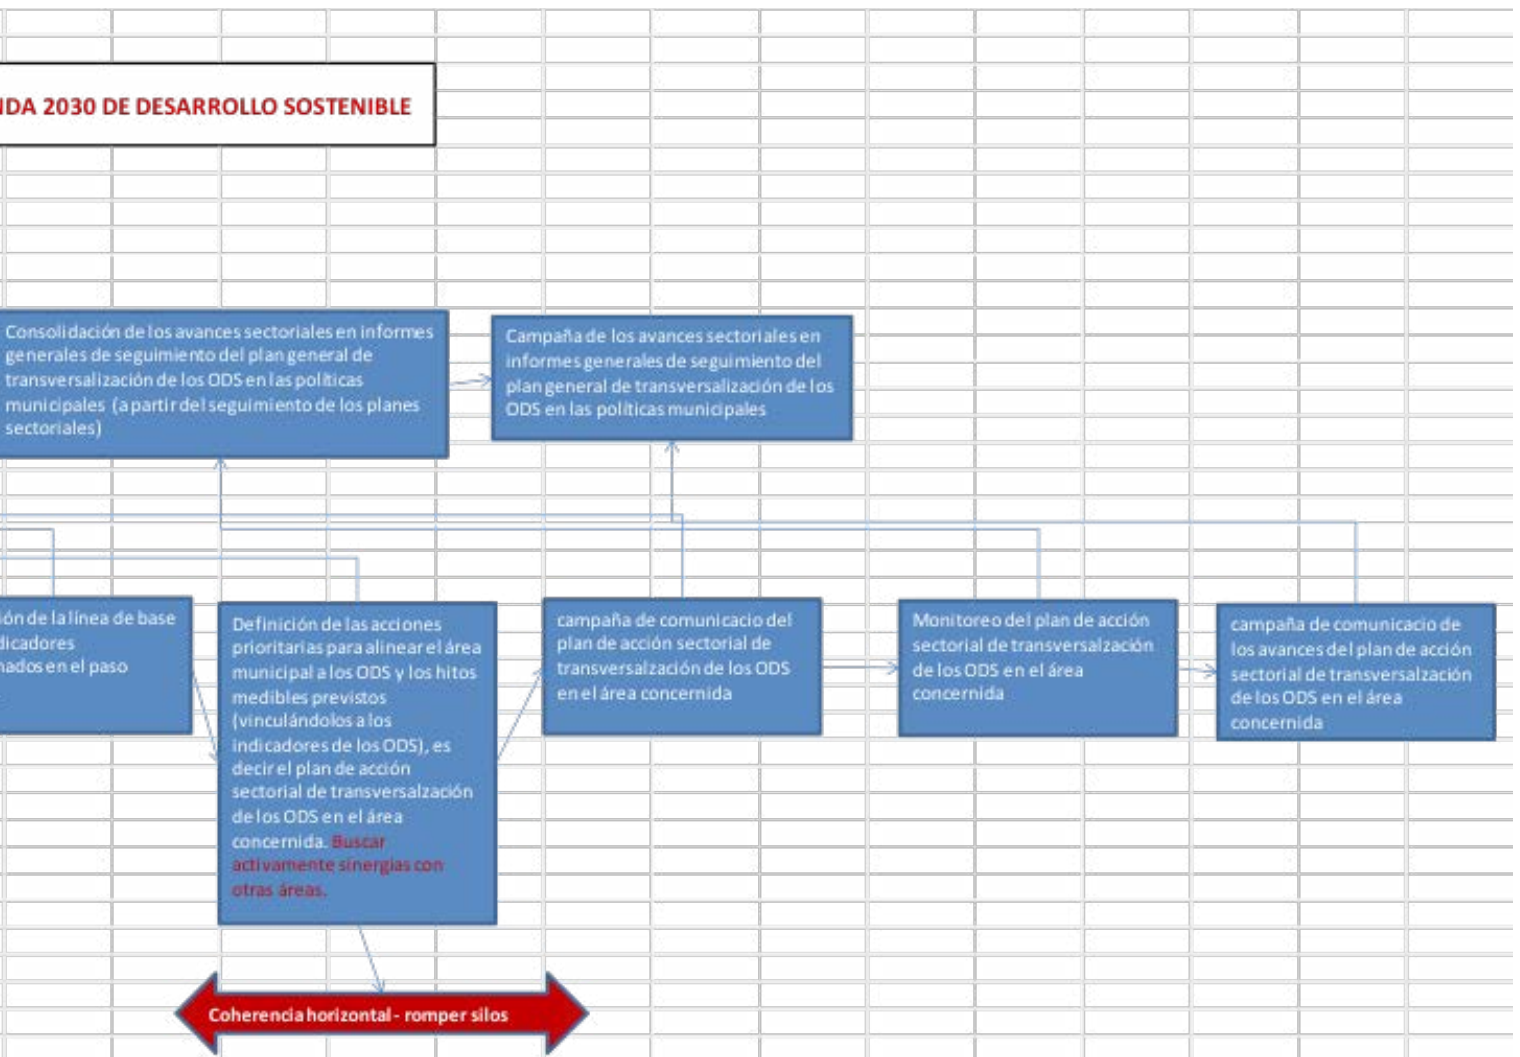 NDA 2030 DE DESARROLLO SOSTENIBLE
Consolidación de los avances sectoriales en informes
generales de seguimiento del plan general de
transversalización de los ODS en las políticas
municipales (a partir del seguimiento de los planes
sectoriales)
Campaña de los avances sectoriales en
informes generales de seguimiento del
plan general de transversalización de los
ODS en las políticas municipales
ión de la línea de base
dicadores
nados en el paso
Definición de las acciones
prioritarias para alinear el área
municipal a los ODS y los hitos
medibles previstos
(vinculándolos a los
indicadores de los ODS), es
decir el plan de acción
sectorial de transversalzación
de los ODS en el área
concernida. Buscar
activamente sinergias con
otras áreas.
campaña de comunicacio del
plan de acción sectorial de
transversalzación de los ODS
en el área concernida
Monitoreo del plan de acción
sectorial de transversalzación
de los ODS en el área
concernida
campaña de comunicacio de
los avances del plan de acción
sectorial de transversalzación
de los ODS en el área
concernida
Coherencia horizontal - romper silos